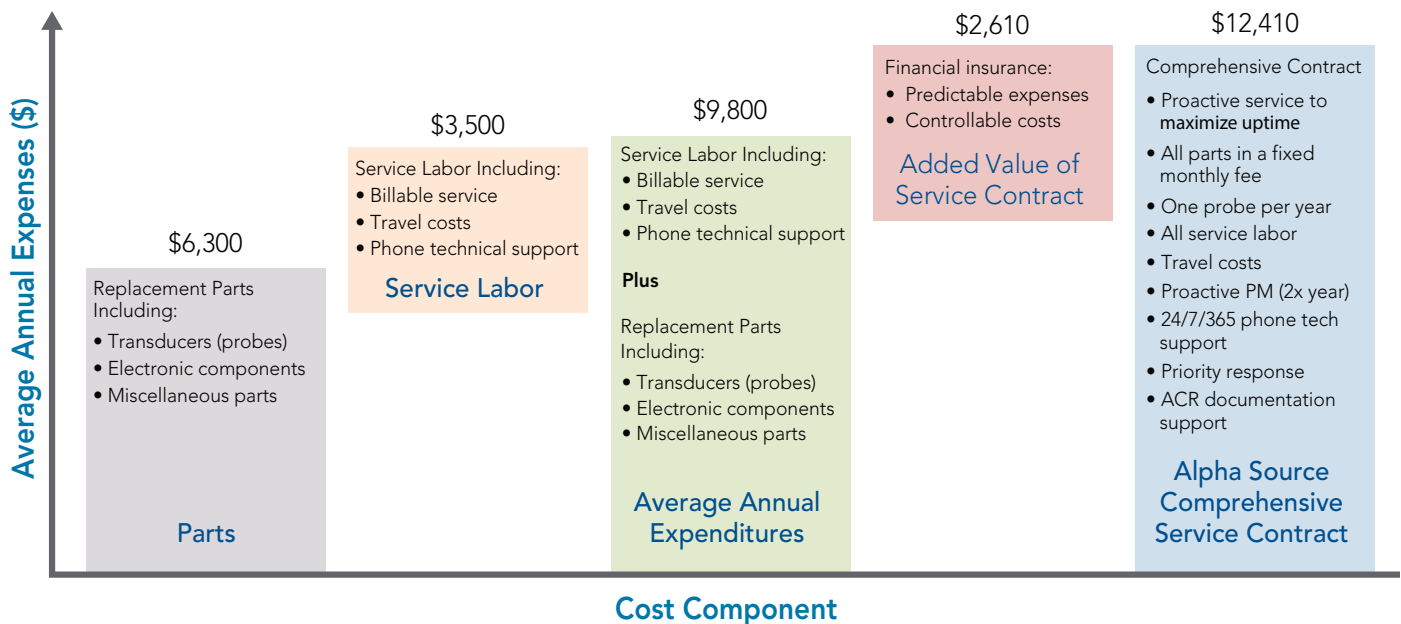 Average Annual Expenses ($)
$6,300
Replacement Parts
Including:
• Transducers (probes)
• Electronic components
• Miscellaneous parts
Parts
$3,500
Service Labor Including:
• Billable service
• Travel costs
• Phone technical support
Service Labor
$9,800
Service Labor Including:
• Billable service
• Travel costs
• Phone technical support
Plus
Replacement Parts
Including:
• Transducers (probes)
• Electronic components
• Miscellaneous parts
Average Annual
Expenditures
$2,610
Financial insurance:
• Predictable expenses
• Controllable costs
Added Value of
Service Contract
$12,410
Comprehensive Contract
• Proactive service to
maximize uptime
• All parts in a fixed
monthly fee
• One probe per year
• All service labor
• Travel costs
• Proactive PM (2x year)
• 24/7/365 phone tech
support
• Priority response
• ACR documentation
support
Alpha Source
Comprehensive
Service Contract
Cost Component